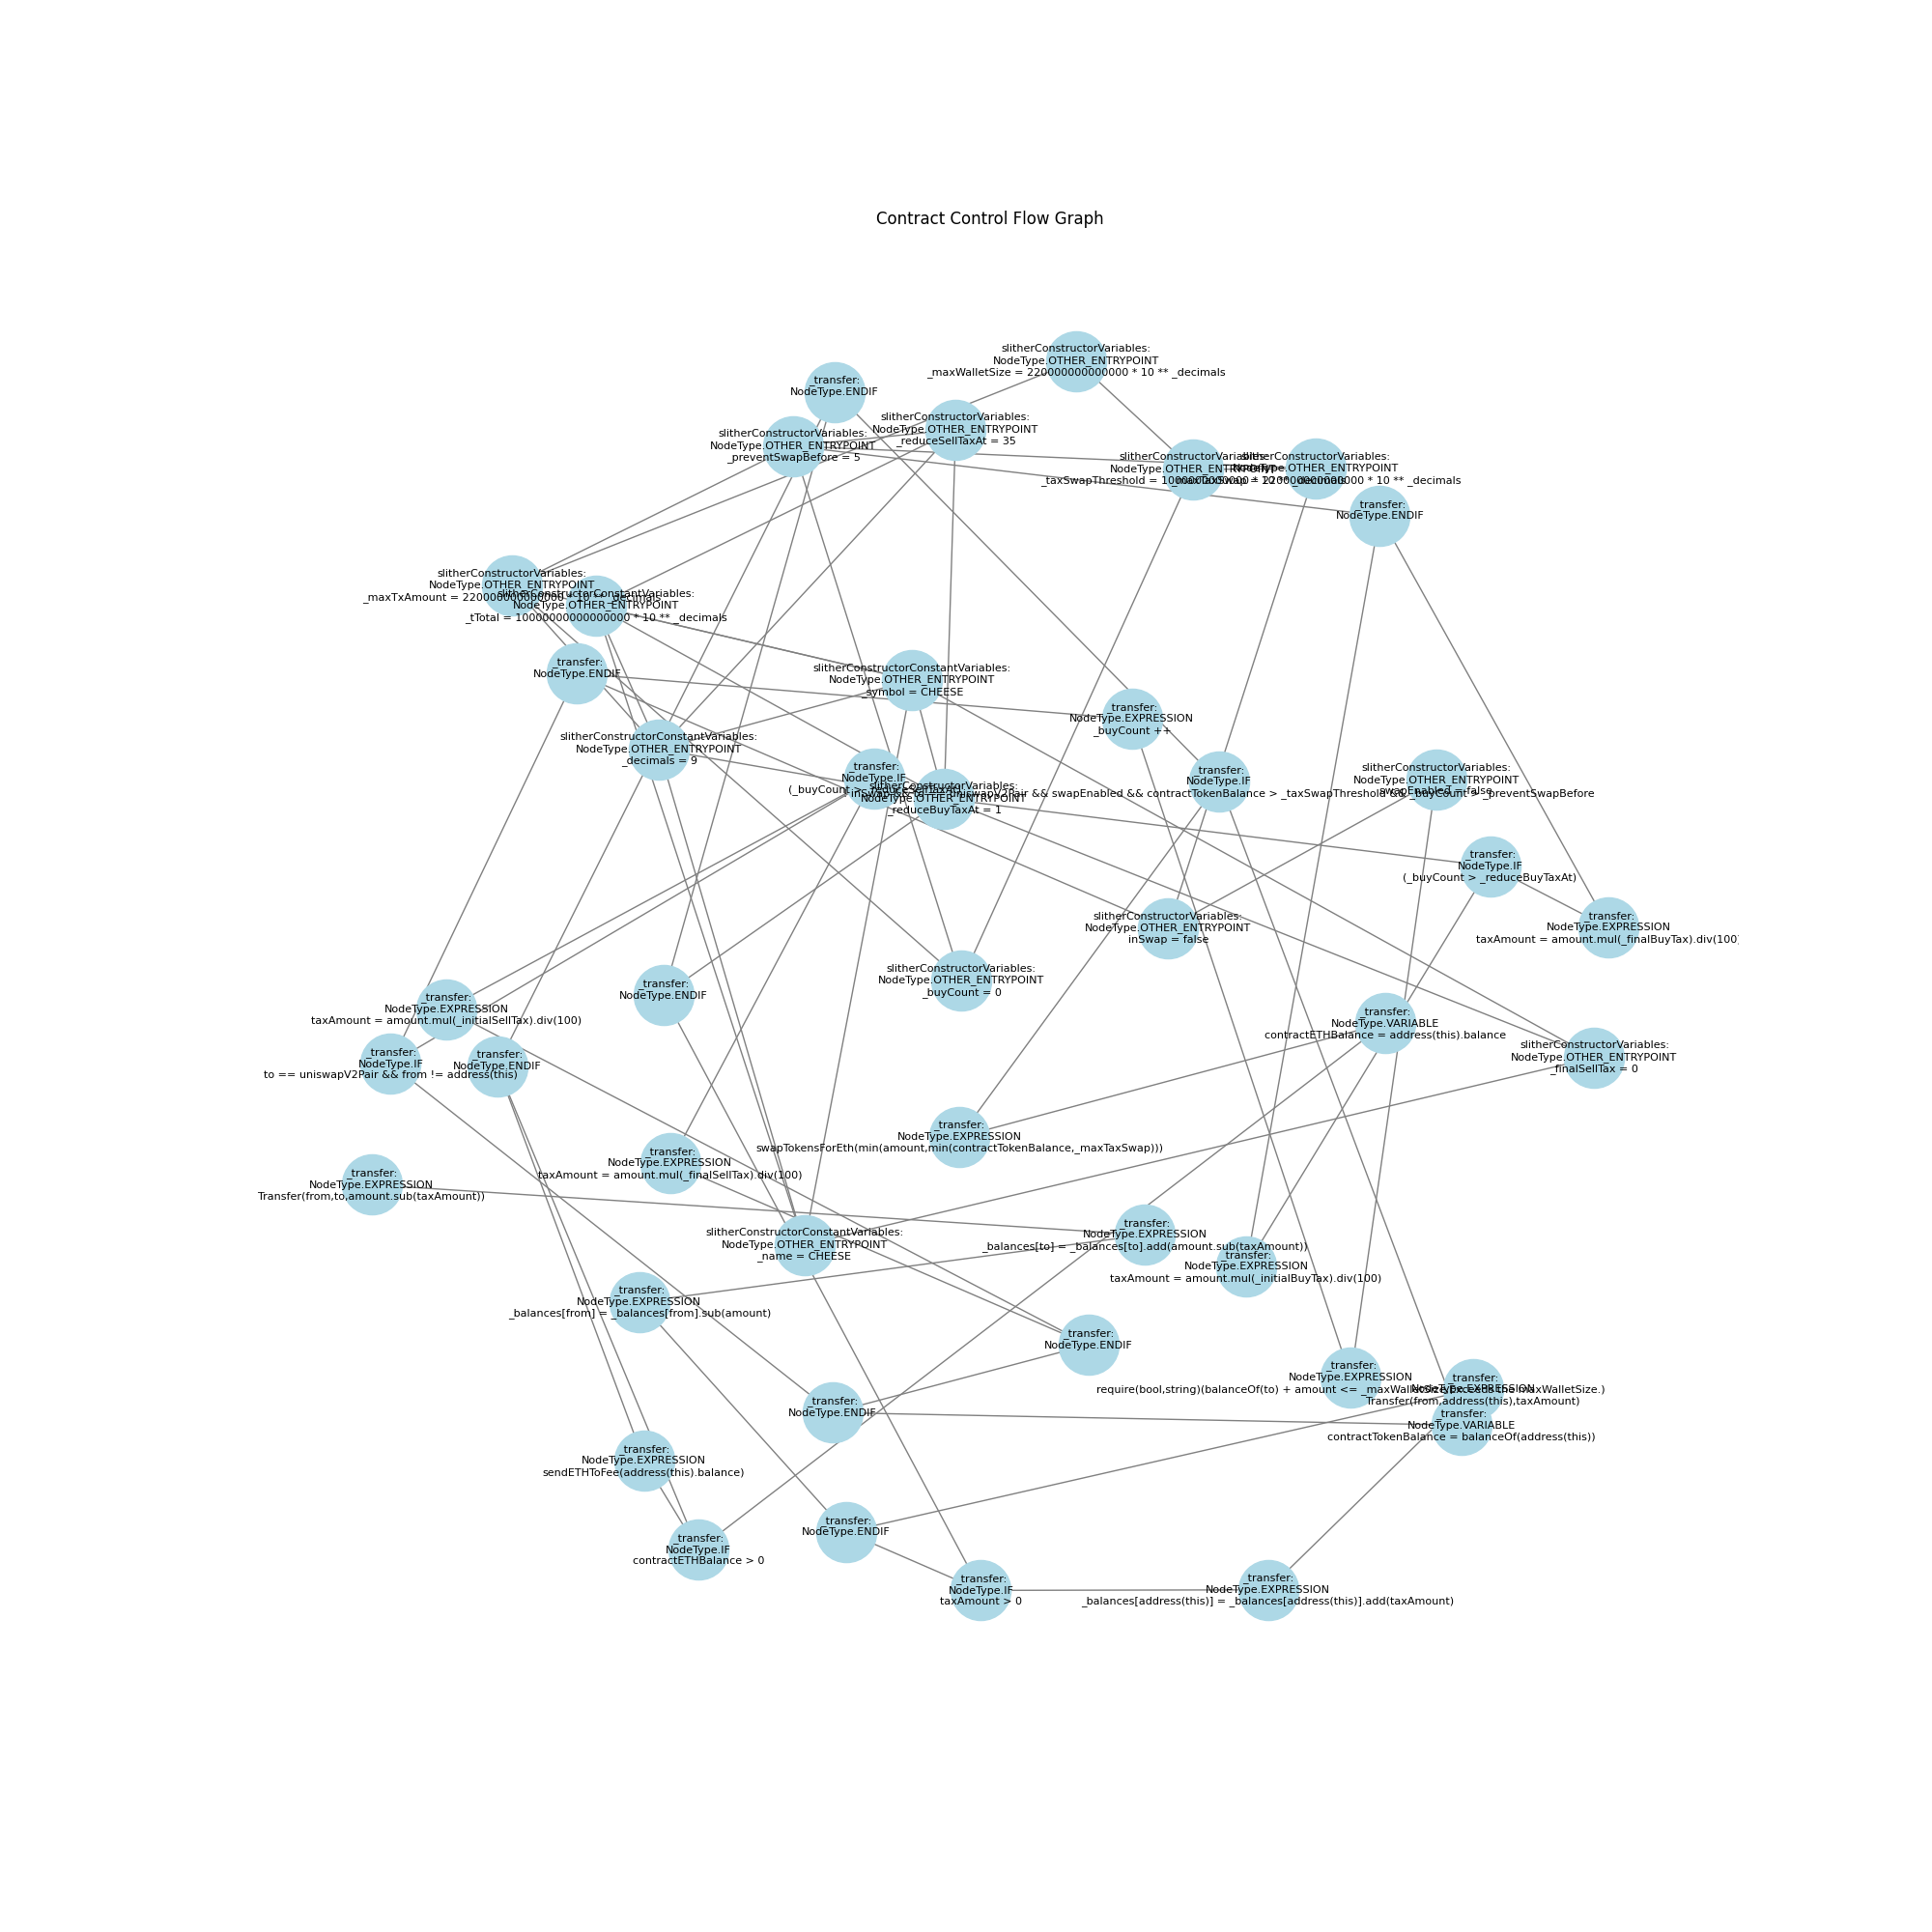 Contract Control Flow Graph
slitherConstructorVariables:
NodeType.OTHER_ENTRYPOINT
_maxWalletSize = 220000000000000 * 10 ** _decimals
_transfer:
NodeType.ENDIF
slitherConstructorVariables:
NodeType.OTHER_ENTRYPOINT
_reduceSellTaxAt = 35
slitherConstructorVariables:
NodeType.OTHER_ENTRYPOINT
_preventSwapBefore = 5
slitherConstructorVariables:
NodeType.OTHER_ENTRYPOINT
_taxSwapThreshold =
slitherConstructorVariables:
NodeType.OTHER_ENTRYPOINT
* 10 ** _decimals
_transfer:
NodeType.ENDIF
slitherConstructorVariables:
NodeType.OTHER_ENTRYPOINT
_maxTxAmount = 220000000000000 * 10 ** _decimals
slitherConstructorConstantVariables:
NodeType.OTHER_ENTRYPOINT
_tTotal = 10000000000000000 * 10 ** _decimals
_transfer:
NodeType.ENDIF
slitherConstructorConstantVariables:
NodeType.OTHER_ENTRYPOINT
_symbol = CHEESE
_transfer:
NodeType.EXPRESSION
_buyCount ++
slitherConstructorConstantVariables:
NodeType.OTHER_ENTRYPOINT
_decimals = 9
_transfer:
NodeType.IF
(_buyCount >
slitherConstructorVariables:
NodeType.OTHER_ENTRYPOINT
_reduceBuyTaxAt = 1
_transfer:
NodeType.IF
uniswapV2Pair && swapEnabled && contractTokenBalance > _taxSwapThreshold && _buyCount > _preventSwapBefore
slitherConstructorVariables:
NodeType.OTHER_ENTRYPOINT
swapEnabled = false
_transfer:
NodeType.IF
(_buyCount > _reduceBuyTaxAt)
_transfer:
NodeType.EXPRESSION
taxAmount = amount.mul(_finalBuyTax).div(100)
slitherConstructorVariables:
NodeType.OTHER_ENTRYPOINT
inSwap = false
slitherConstructorVariables:
NodeType.OTHER_ENTRYPOINT
_buyCount = 0
_transfer:
NodeType.ENDIF
_transfer:
NodeType.EXPRESSION
taxAmount = amount.mul(_initialSellTax).div(100)
_transfer:
NodeType.VARIABLE
contractETHBalance = address(this).balance
_transfer:
NodeType.IF
to == uniswapV2Pair && from != address(this)
_transfer:
NodeType.ENDIF
slitherConstructorVariables:
NodeType.OTHER_ENTRYPOINT
_finalSellTax = 0
_transfer:
NodeType.EXPRESSION
swapTokensForEth(min(amount,min(contractTokenBalance,_maxTaxSwap)))
_transfer:
NodeType.EXPRESSION
taxAmount = amount.mul(_finalSellTax).div(100)
_transfer:
NodeType.EXPRESSION
Transfer(from,to,amount.sub(taxAmount))
slitherConstructorConstantVariables:
NodeType.OTHER_ENTRYPOINT
_name = CHEESE
_transfer:
NodeType.EXPRESSION
_balances[to] = _balances[to].add(amount.sub(taxAmount))
_transfer:
NodeType.EXPRESSION
taxAmount = amount.mul(_initialBuyTax).div(100)
_transfer:
NodeType.EXPRESSION
_balances[from] = _balances[from].sub(amount)
_transfer:
NodeType.ENDIF
_transfer:
NodeType.EXPRESSION
require(bool,string)(balanceOf(to) + amount <= _maxWalletSize,Exceeds the maxWalletSize.)
_transfer:
NodeType.EXPRESSION
Transfer(from,address(this),taxAmount)
_transfer:
NodeType.ENDIF
_transfer:
NodeType.VARIABLE
contractTokenBalance = balanceOf(address(this))
_transfer:
NodeType.EXPRESSION
sendETHToFee(address(this).balance)
_transfer:
NodeType.ENDIF
_transfer:
NodeType.IF
contractETHBalance > 0
_transfer:
NodeType.IF
taxAmount > 0
_transfer:
NodeType.EXPRESSION
_balances[address(this)] = _balances[address(this)].add(taxAmount)